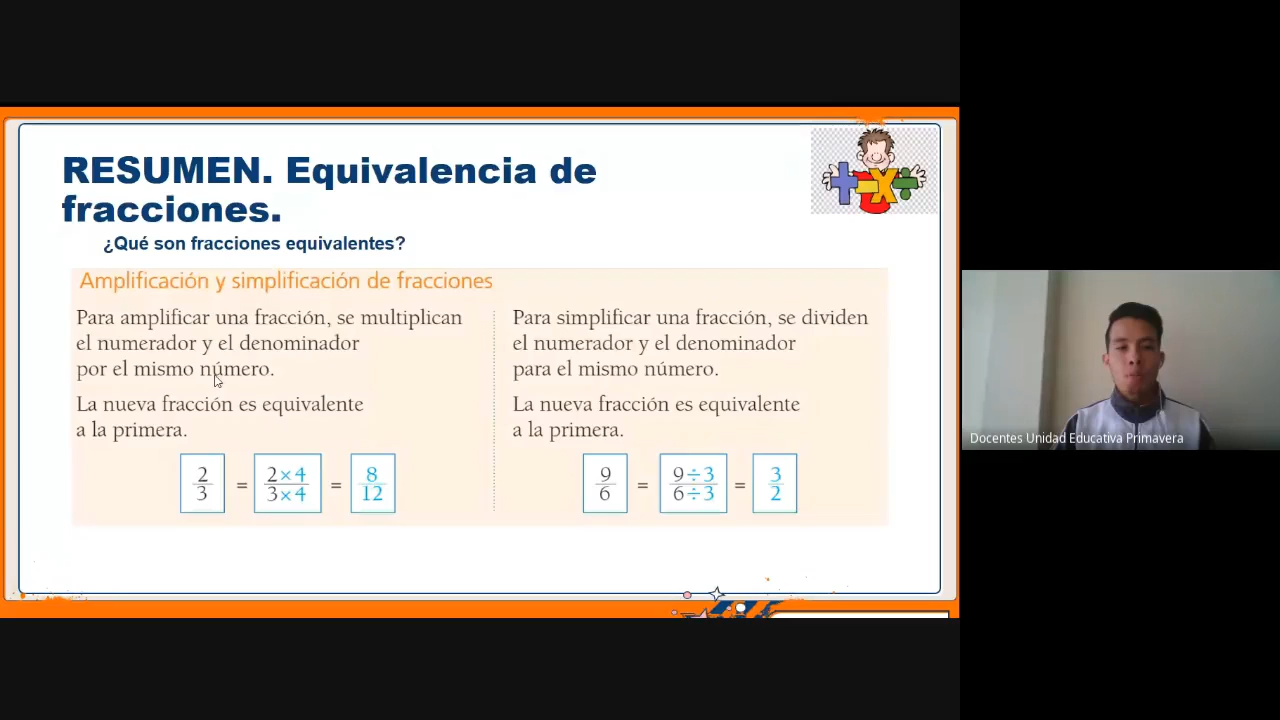 RESUMEN. Equivalencia de
fracciones.
¿Qué son fracciones equivalentes?
Amplificación y simplificación de fracciones
Para amplificar una fracción, se multiplican
el numerador y el denominador
por el mismo número.
La nueva fracción es equivalente
a la primera.
2/3 = 2×4/3×4 = 8/12
Para simplificar una fracción, se dividen
el numerador y el denominador
para el mismo número.
La nueva fracción es equivalente
a la primera.
9/6 = 9÷3/6÷3 = 3/2
Docentes Unidad Educativa Primavera